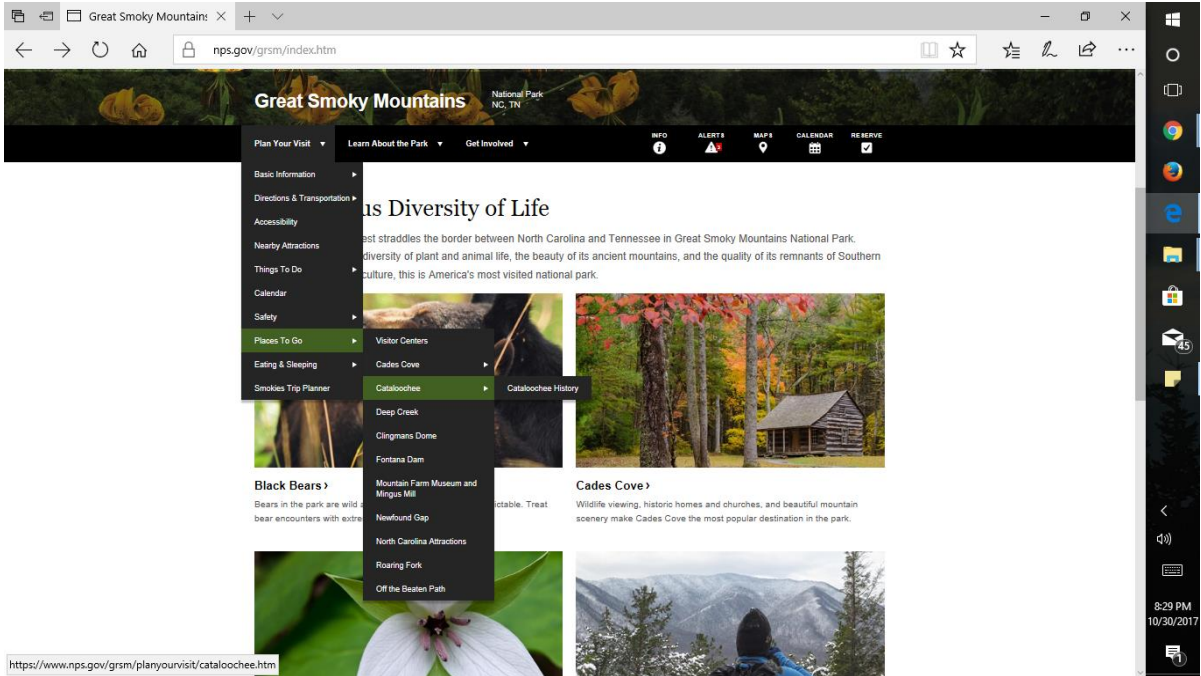 Great Smoky Mountains
nps.gov/grsm/index.htm
Great Smoky Mountains
National Park
NC, TN
Plan Your Visit ▼
Learn About the Park ▼
Get Involved ▼
INFO
ALERTS
3
MAPS
CALENDAR
RESERVE
Basic Information
Directions & Transportation
Accessibility
Nearby Attractions
Things To Do
Calendar
Safety
Places To Go
Eating & Sleeping
Smokies Trip Planner
Visitor Centers
Cades Cove
Cataloochee
Deep Creek
Clingmans Dome
Fontana Dam
Mountain Farm Museum and
Mingus Mill
Newfound Gap
North Carolina Attractions
Roaring Fork
Off the Beaten Path
Cataloochee History
us Diversity of Life
est straddles the border between North Carolina and Tennessee in Great Smoky Mountains National Park.
diversity of plant and animal life, the beauty of its ancient mountains, and the quality of its remnants of Southern
culture, this is America's most visited national park.
Black Bears ›
Bears in the park are wild
ictable. Treat
bear encounters with extre
Cades Cove ›
Wildlife viewing, historic homes and churches, and beautiful mountain
scenery make Cades Cove the most popular destination in the park.
https://www.nps.gov/grsm/planyourvisit/cataloochee.htm
45
8:29 PM
10/30/2017
1